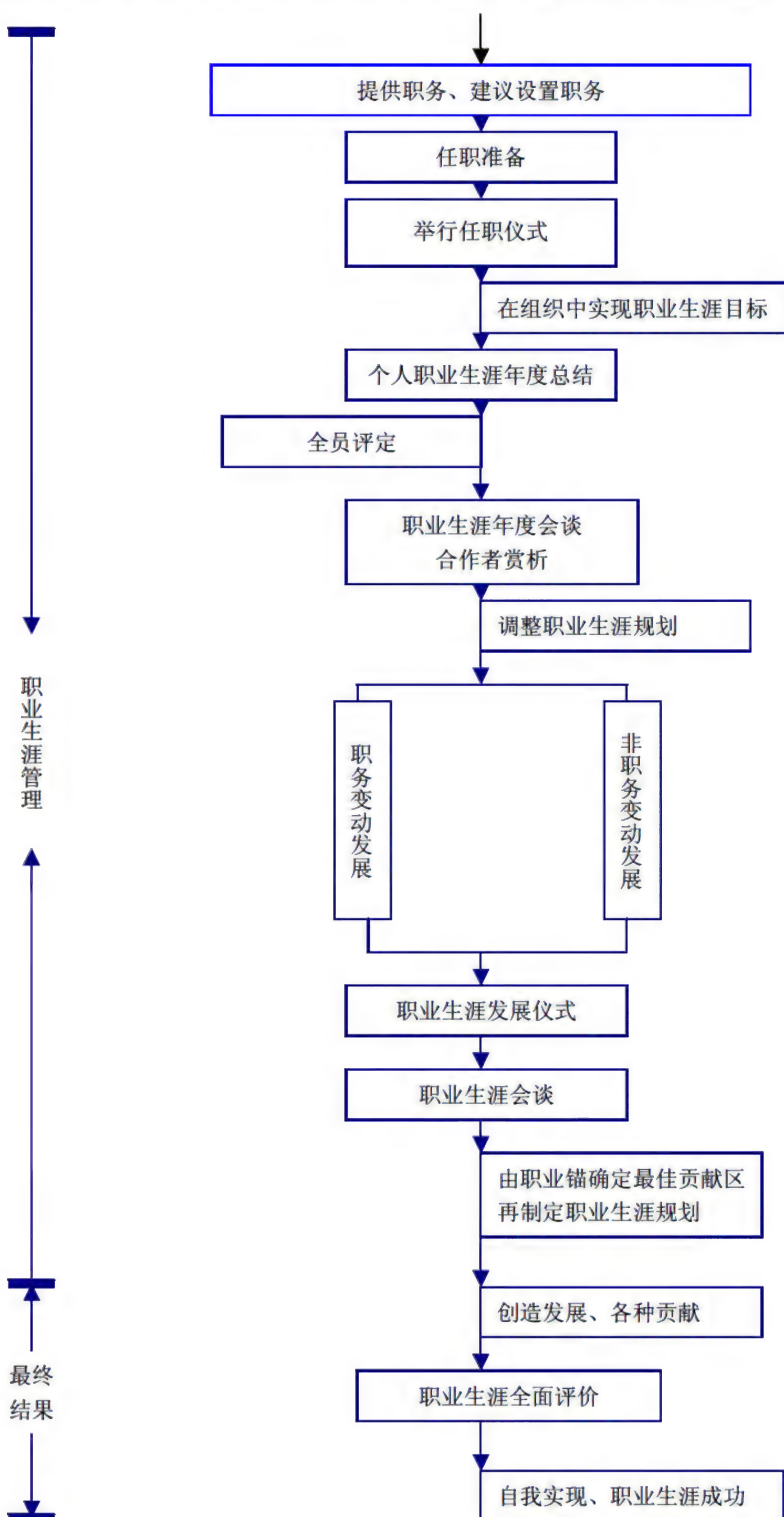 提供职务、建议设置职务
任职准备
举行任职仪式
在组织中实现职业生涯目标
个人职业生涯年度总结
全员评定
职业生涯年度会谈
合作者赏析
调整职业生涯规划
职业生涯管理
职务变动发展
非职务变动发展
职业生涯发展仪式
职业生涯会谈
由职业锚确定最佳贡献区
再制定职业生涯规划
创造发展、各种贡献
最终
结果
职业生涯全面评价
自我实现、职业生涯成功